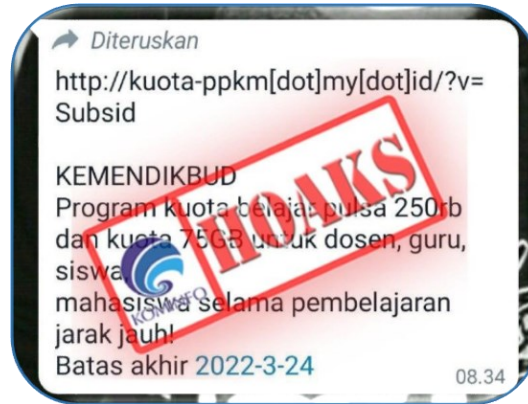 Diteruskan
http://kuota-ppkm[dot]my[dot]id/?v=
Subsid
KEMENDIKBUD
Program kuota belajar pulsa 250rb
dan kuota 75GB untuk dosen, guru,
siswa,
mahasiswa selama pembelajaran
jarak jauh!
Batas akhir 2022-3-24
08.34
HOAKS
KOMINFO